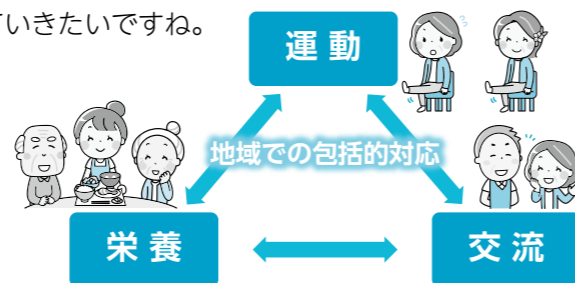 いきたいですね。
運動
地域での包括的対応
栄養
交流